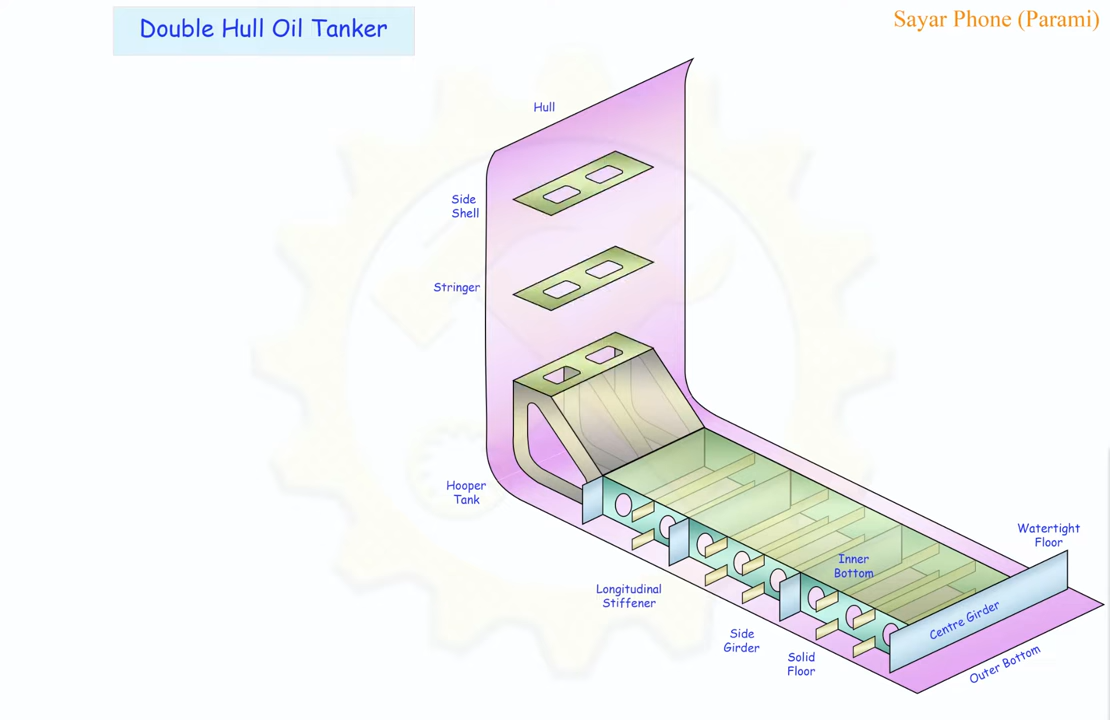 Double Hull Oil Tanker
Sayar Phone (Parami)
Hull
Side
Shell
Stringer
Hooper
Tank
Longitudinal
Stiffener
Side
Girder
Solid
Floor
Inner
Bottom
Centre Girder
Outer Bottom
Watertight
Floor